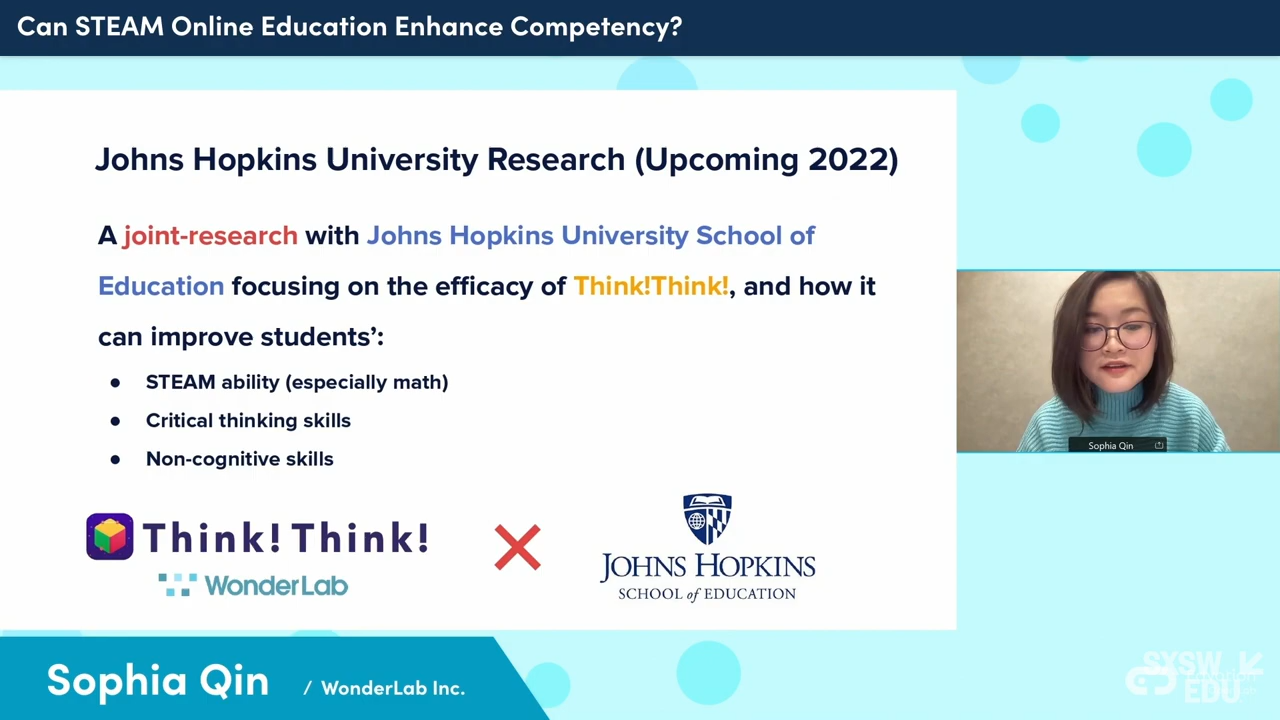 Can STEAM Online Education Enhance Competency?
Johns Hopkins University Research (Upcoming 2022)
A joint-research with Johns Hopkins University School of
Education focusing on the efficacy of Think!Think!, and how it
can improve students’:
● STEAM ability (especially math)
● Critical thinking skills
● Non-cognitive skills
Think! Think!
WonderLab
JOHNS HOPKINS
SCHOOL of EDUCATION
Sophia Qin
Sophia Qin / WonderLab Inc.
SXSW
EDU